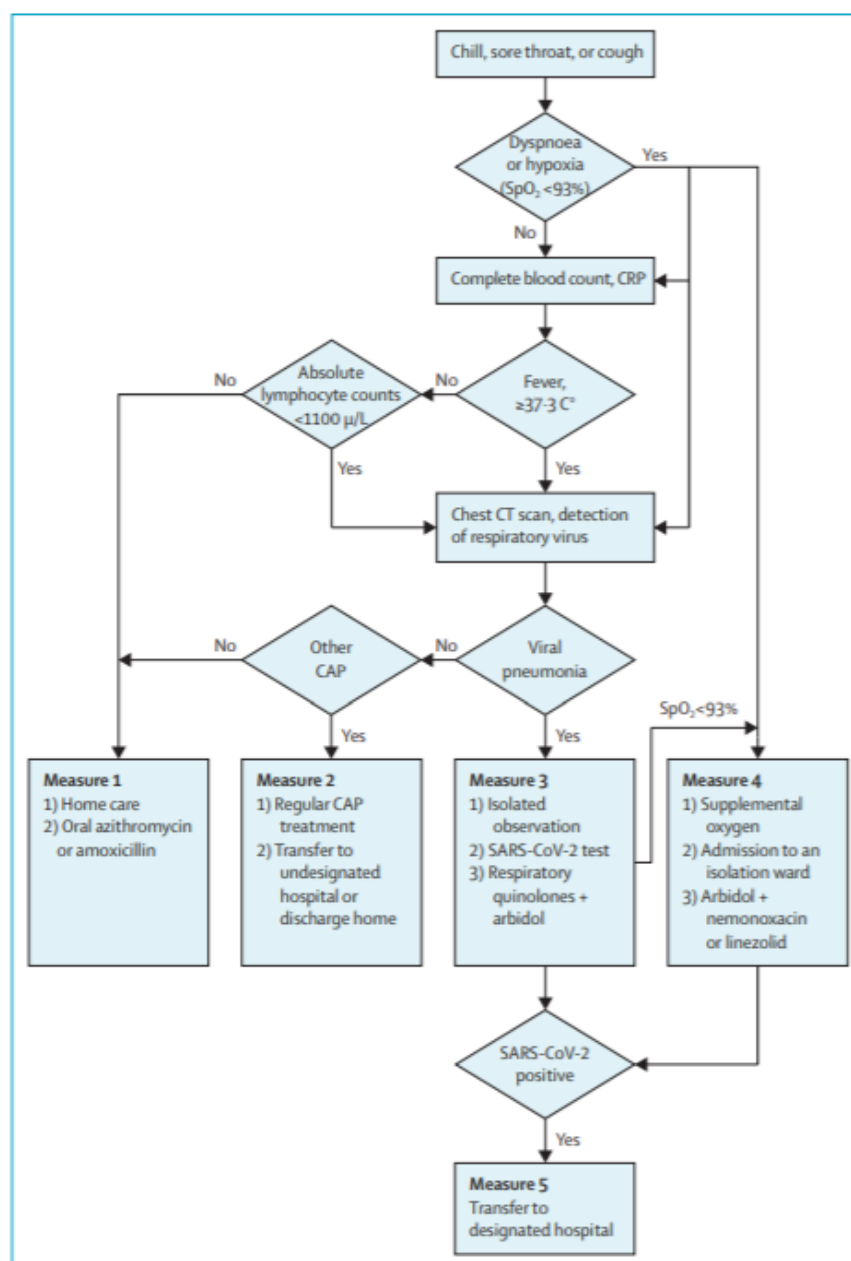 Chill, sore throat, or cough
Dyspnoea
or hypoxia
(SpO₂ <93%)
Yes
No
Complete blood count, CRP
Absolute
lymphocyte counts
<1100 μ/L
No
No
Fever,
≥37·3 C°
Yes
Yes
Chest CT scan, detection
of respiratory virus
No
Other
CAP
No
Viral
pneumonia
SpO₂<93%
Yes
Yes
Measure 1
1) Home care
2) Oral azithromycin
or amoxicillin
Measure 2
1) Regular CAP
treatment
2) Transfer to
undesignated
hospital or
discharge home
Measure 3
1) Isolated
observation
2) SARS-CoV-2 test
3) Respiratory
quinolones +
arbidol
Measure 4
1) Supplemental
oxygen
2) Admission to an
isolation ward
3) Arbidol +
nemonoxacin
or linezolid
SARS-CoV-2
positive
Yes
Measure 5
Transfer to
designated hospital